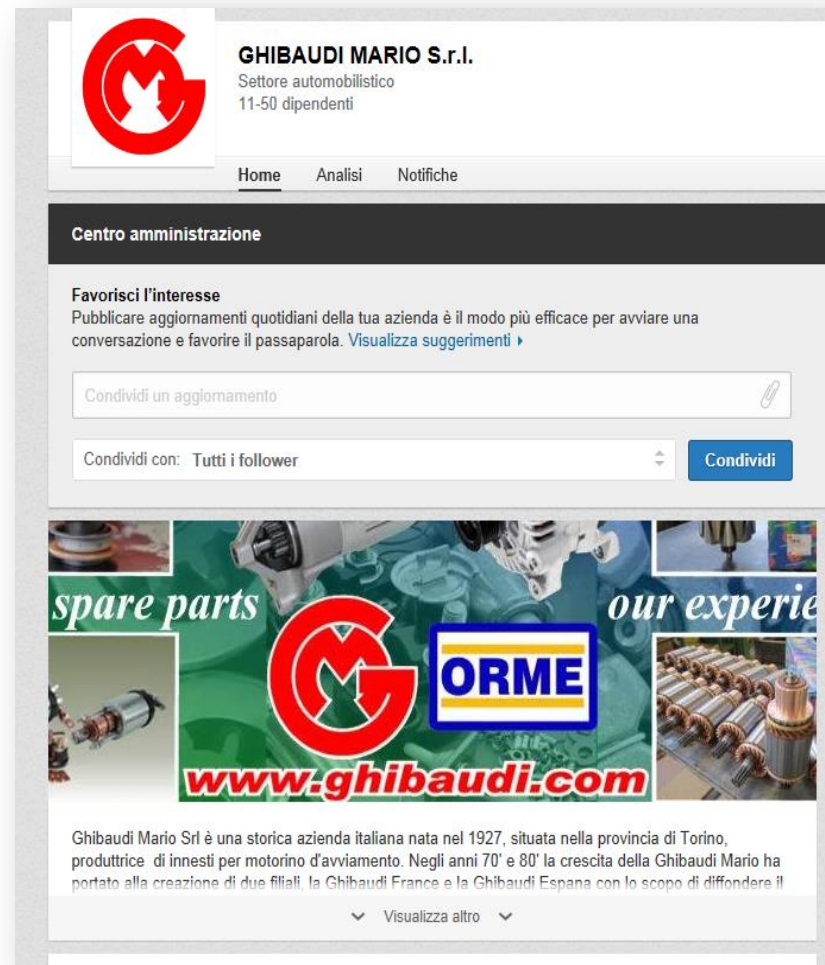 GHIBAUDI MARIO S.r.l.
Settore automobilistico
11-50 dipendenti
Home Analisi Notifiche
Centro amministrazione
Favorisci l'interesse
Pubblicare aggiornamenti quotidiani della tua azienda è il modo più efficace per avviare una
conversazione e favorire il passaparola. Visualizza suggerimenti
Condividi un aggiornamento
Condividi con: Tutti i follower
Condividi
spare parts
our experie
ORME
www.ghibaudi.com
Ghibaudi Mario Srl è una storica azienda italiana nata nel 1927, situata nella provincia di Torino,
produttrice di innesti per motorino d'avviamento. Negli anni 70' e 80' la crescita della Ghibaudi Mario ha
portato alla creazione di due filiali, la Ghibaudi France e la Ghibaudi Espana con lo scopo di diffondere il
Visualizza altro